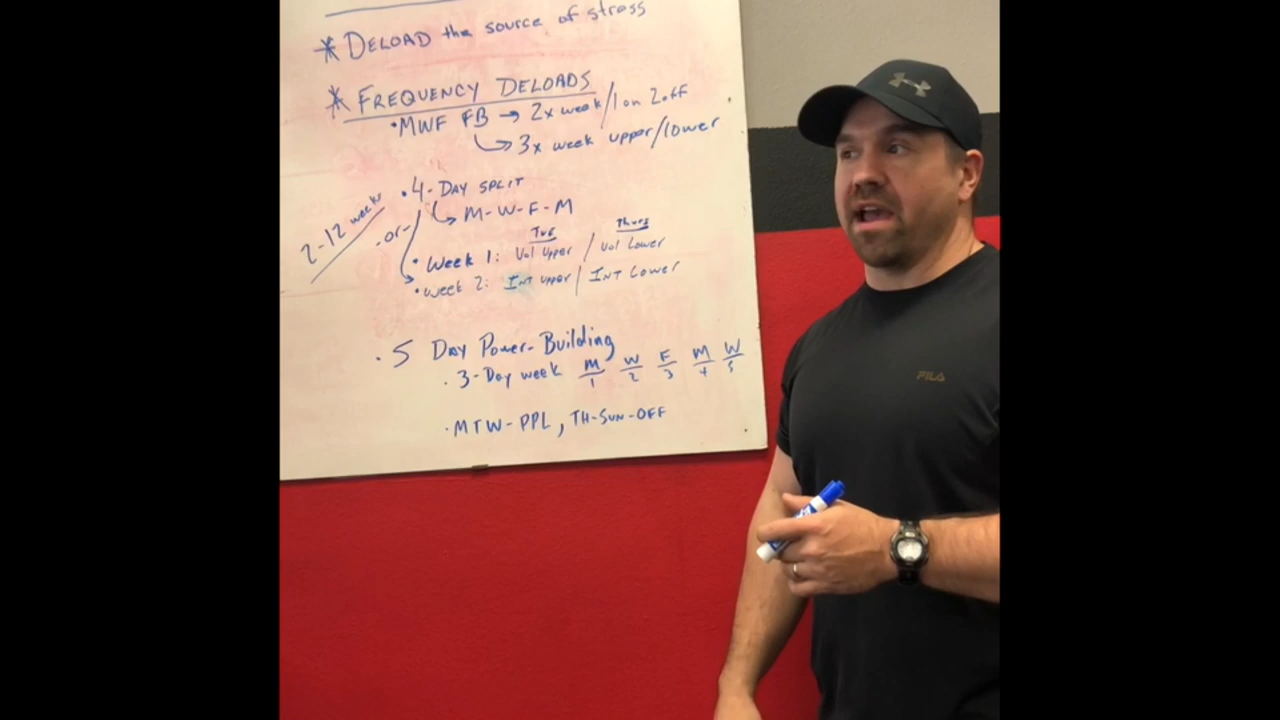 * DELOAD the source of stress
* FREQUENCY DELOADS
• MWF FB → 2x week/1 on 2 off
↳ 3x week upper/lower
2-12 week
• 4-DAY SPLIT
↳ M-W-F-M
-or-
Tue Thurs
• Week 1: Vol Upper / Vol Lower
• Week 2: INT Upper / INT Lower
• 5 Day Power-Building
• 3-Day week M W F M W
1 2 3 4 5
• MTW-PPL, TH-SUN-OFF
FILA